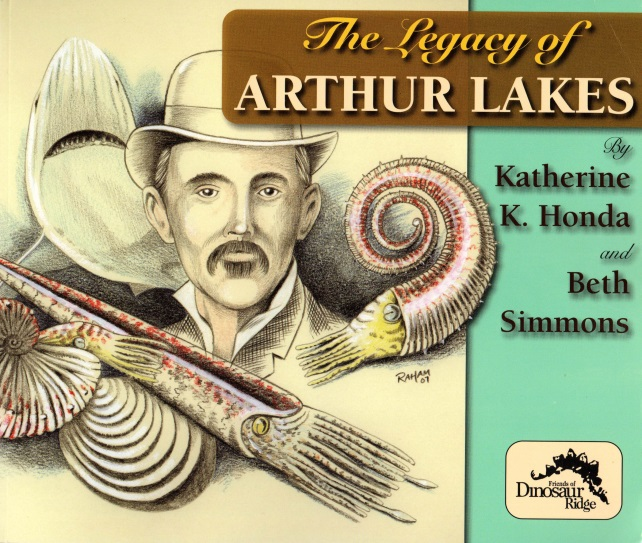 The Legacy of
ARTHUR LAKES
By
Katherine
K. Honda
and
Beth
Simmons
RAHAM
07
Friends of
Dinosaur
Ridge